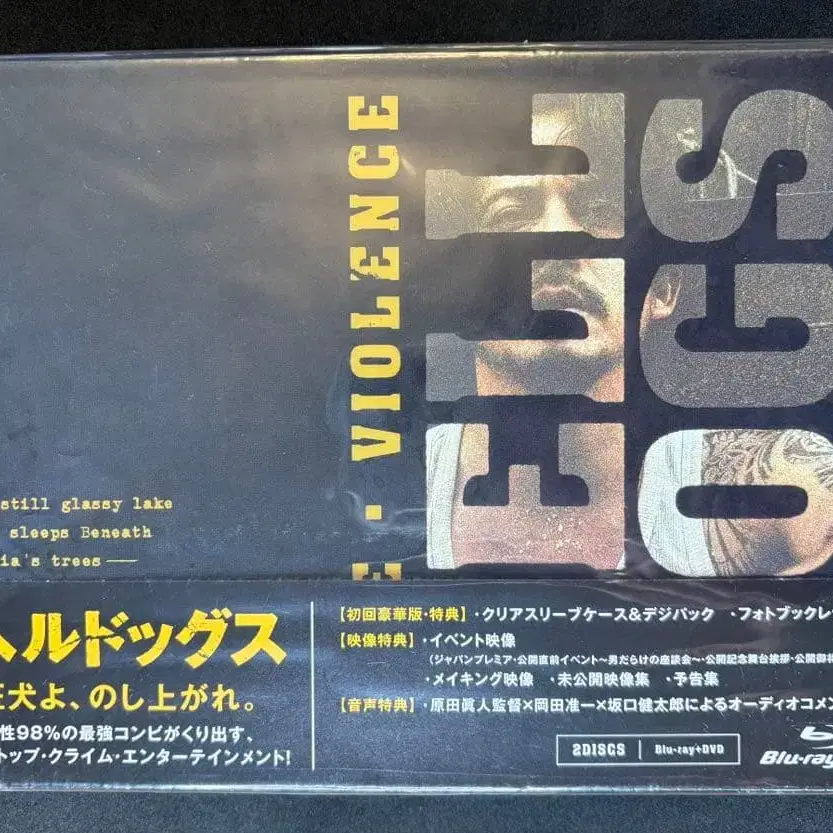 E・VIOLENCE
ELL
OGS
still glassy lake
sleeps Beneath
ia's trees——
ヘルドッグス
狂犬よ、のし上がれ。
性98%の最強コンビがくり出す、
トップ・クライム・エンターテインメント!
【初回豪華版・特典】・クリアスリーブケース&デジパック ・フォトブックレ
【映像特典】・イベント映像
(ジャパンプレミア・公開直前イベント~男だらけの座談会~・公開記念舞台挨拶・公開御礼
・メイキング映像 ・未公開映像集 ・予告集
【音声特典】・原田眞人監督×岡田准一×坂口健太郎によるオーディオコメン
2DISCS | Blu-ray+DVD
Blu-ray